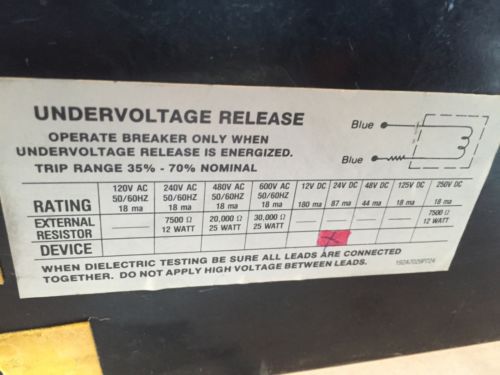 UNDERVOLTAGE RELEASE
OPERATE BREAKER ONLY WHEN
UNDERVOLTAGE RELEASE IS ENERGIZED.
TRIP RANGE 35% - 70% NOMINAL
Blue
Blue
RATING 120V AC 50/60HZ 18 ma 240V AC 50/60HZ 18 ma 480V AC 50/60HZ 18 ma 600V AC 50/60HZ 18 ma 12V DC 180 ma 24V DC 87 ma 48V DC 44 ma 125V DC 18 ma 250V DC 18 ma
EXTERNAL RESISTOR — 7500 Ω 12 WATT 20,000 Ω 25 WATT 30,000 Ω 25 WATT — — — — 7500 Ω 12 WATT
DEVICE X
WHEN DIELECTRIC TESTING BE SURE ALL LEADS ARE CONNECTED
TOGETHER. DO NOT APPLY HIGH VOLTAGE BETWEEN LEADS.